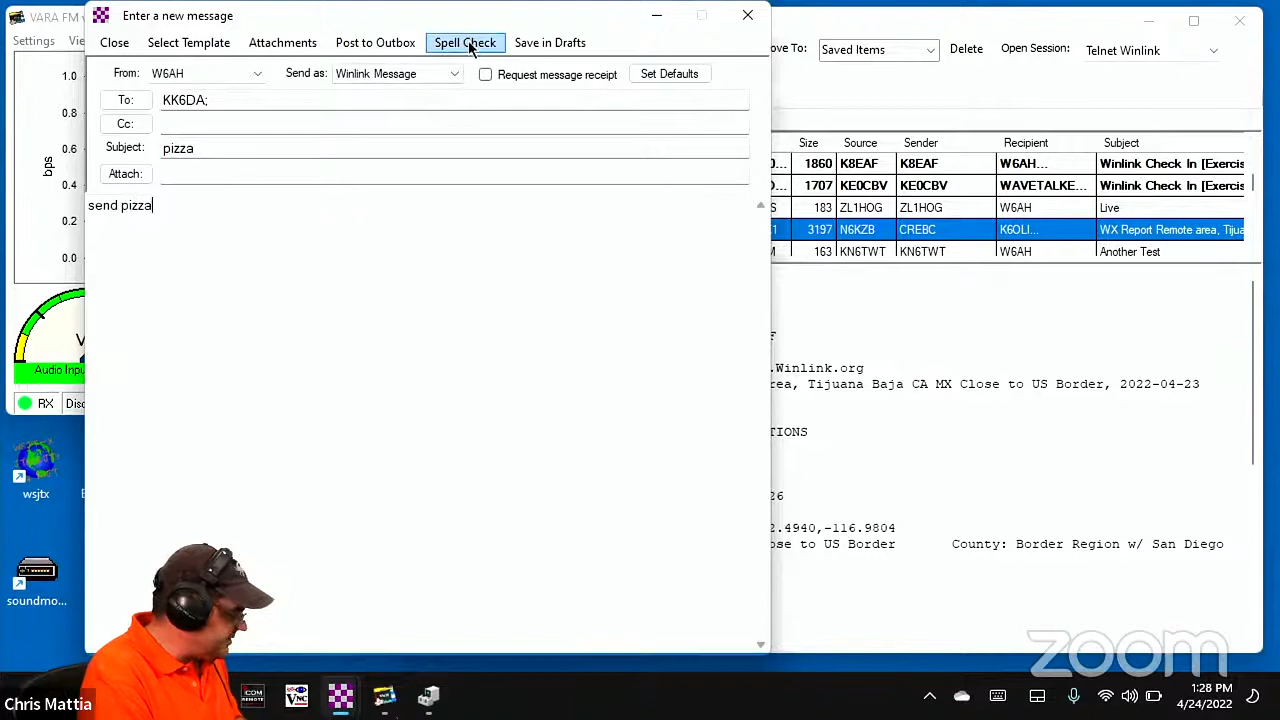 VARA FM
Enter a new message
Settings
Close
Select Template
Attachments
Post to Outbox
Spell Check
Save in Drafts
Saved Items
Delete
Open Session:
Telnet Winlink
From:
W6AH
Send as:
Winlink Message
Request message receipt
Set Defaults
To:
KK6DA;
Cc:
Subject:
pizza
Attach:
send pizza
1.0
0.8
0.6
0.4
0.2
0.0
bps
Size Source Sender Recipient Subject
1860 K8EAF K8EAF W6AH... Winlink Check In [Exercis
1707 KE0CBV KE0CBV WAVETALKE... Winlink Check In [Exercis
183 ZL1HOG ZL1HOG W6AH Live
3197 N6KZB CREBC K6OLI... WX Report Remote area, Tijua
163 KN6TWT KN6TWT W6AH Another Test
.Winlink.org
rea, Tijuana Baja CA MX Close to US Border, 2022-04-23
TIONS
26
2.4940,-116.9804
ose to US Border County: Border Region w/ San Diego
RX
wsjtx
soundmo...
zoom
Chris Mattia
ICOM
REMOTE
VNC
1:28 PM
4/24/2022